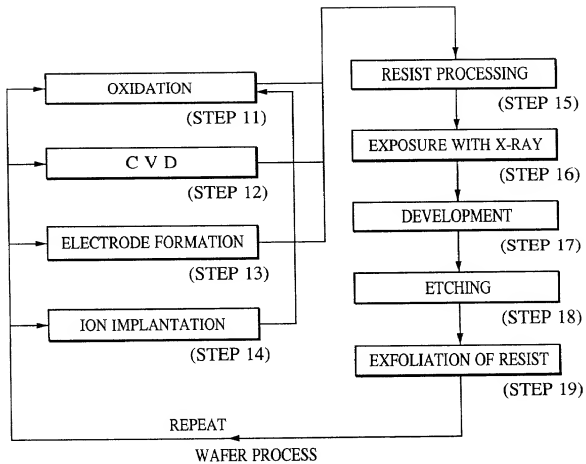 OXIDATION
(STEP 11)
C V D
(STEP 12)
ELECTRODE FORMATION
(STEP 13)
ION IMPLANTATION
(STEP 14)
RESIST PROCESSING
(STEP 15)
EXPOSURE WITH X-RAY
(STEP 16)
DEVELOPMENT
(STEP 17)
ETCHING
(STEP 18)
EXFOLIATION OF RESIST
(STEP 19)
REPEAT
WAFER PROCESS